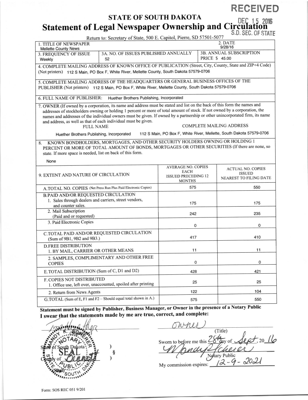 RECEIVED
DEC 15 2016
S.D. SEC. OF STATE
STATE OF SOUTH DAKOTA
Statement of Legal Newspaper Ownership and Circulation
Return to: Secretary of State, 500 E. Capitol, Pierre, SD 57501-5077
1. TITLE OF NEWSPAPER
Mellette County News
2. DATE
9/28/16
3. FREQUENCY OF ISSUE
Weekly
3A. NO. OF ISSUES PUBLISHED ANNUALLY
52
3B. ANNUAL SUBSCRIPTION
PRICE $ 40.00
4. COMPLETE MAILING ADDRESS OF KNOWN OFFICE OF PUBLICATION (Street, City, County, State and ZIP+4 Code)
(Not printers) 112 S Main, PO Box F, White River, Mellette County, South Dakota 57579-0706
5. COMPLETE MAILING ADDRESS OF THE HEADQUARTERS OF GENERAL BUSINESS OFFICES OF THE
PUBLISHER (Not printers) 112 S Main, PO Box F, White River, Mellette County, South Dakota 57579-0706
6. FULL NAME OF PUBLISHER: Huether Brothers Publishing, Incorporated
7. OWNER (If owned by a corporation, its name and address must be stated and list on the back of this form the names and
addresses of stockholders owning or holding 1 percent or more of total amount of stock. If not owned by a corporation, the
names and addresses of the individual owners must be given. If owned by a partnership or other unincorporated firm, its name
and address, as well as that of each individual must be given.
FULL NAME COMPLETE MAILING ADDRESS
Huether Brothers Publishing, Incorporated 112 S Main, PO Box F, White River, Mellette County, South Dakota 57579-0706
8. KNOWN BONDHOLDERS, MORTGAGES, AND OTHER SECURITY HOLDERS OWNING OR HOLDING 1
PERCENT OR MORE OF TOTAL AMOUNT OF BONDS, MORTGAGES OR OTHER SECURITIES (If there are none, so
state. If more space is needed, list on back of this form.
None
9. EXTENT AND NATURE OF CIRCULATION
AVERAGE NO. COPIES
EACH
ISSUED PRECEDING 12
MONTHS
ACTUAL NO. COPIES
ISSUED
NEAREST TO FILING DATE
A. TOTAL NO. COPIES (Net Press Run Plus Paid Electronic Copies) 575 550
B. PAID AND/OR REQUESTED CIRCULATION
1. Sales through dealers and carriers, street vendors,
and counter sales 175 175
2. Mail Subscription
(Paid and or requested) 242 235
3. Paid Electronic Copies 0 0
C. TOTAL PAID AND/OR REQUESTED CIRCULATION
(Sum of 9B1, 9B2 and 9B3.) 417 410
D. FREE DISTRIBUTION
1. BY MAIL, CARRIER OR OTHER MEANS 11 11
2. SAMPLES, COMPLIMENTARY AND OTHER FREE
COPIES 0 0
E. TOTAL DISTRIBUTION (Sum of C, D1 and D2) 428 421
F. COPIES NOT DISTRIBUTED
1. Office use, left over, unaccounted, spoiled after printing 25 25
2. Return from News Agents 122 104
G. TOTAL (Sum of E, F1 and F2 - Should equal total shown in A.) 575 550
Statement must be signed by Publisher, Business Manager, or Owner in the presence of a Notary Public
I swear that the statements made by me are true, correct, and complete:
owner
(Title)
State of South Dakota
County of
NOTARY
SEAL
Sworn to before me this 28 day of Sept. 20 16
Notary Public
My commission expires: 12-9-2021
Form: SOS REC 051 9/203